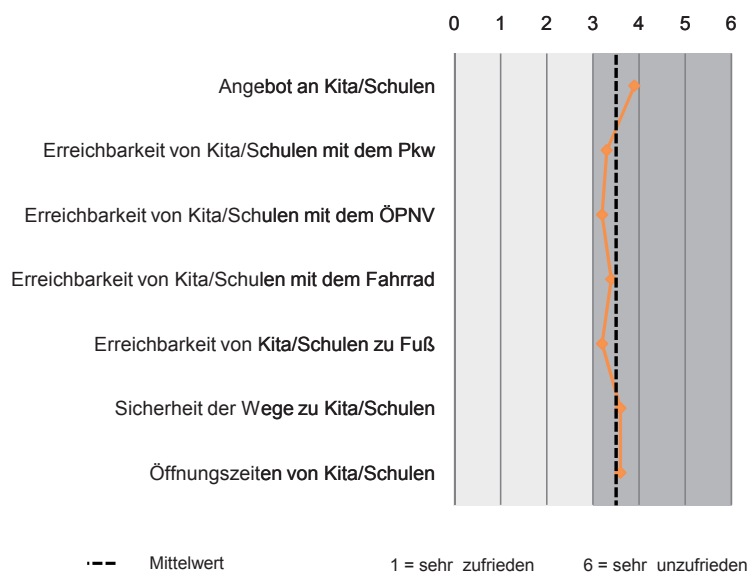 0 1 2 3 4 5 6
Angebot an Kita/Schulen
Erreichbarkeit von Kita/Schulen mit dem Pkw
Erreichbarkeit von Kita/Schulen mit dem ÖPNV
Erreichbarkeit von Kita/Schulen mit dem Fahrrad
Erreichbarkeit von Kita/Schulen zu Fuß
Sicherheit der Wege zu Kita/Schulen
Öffnungszeiten von Kita/Schulen
Mittelwert 1 = sehr zufrieden 6 = sehr unzufrieden